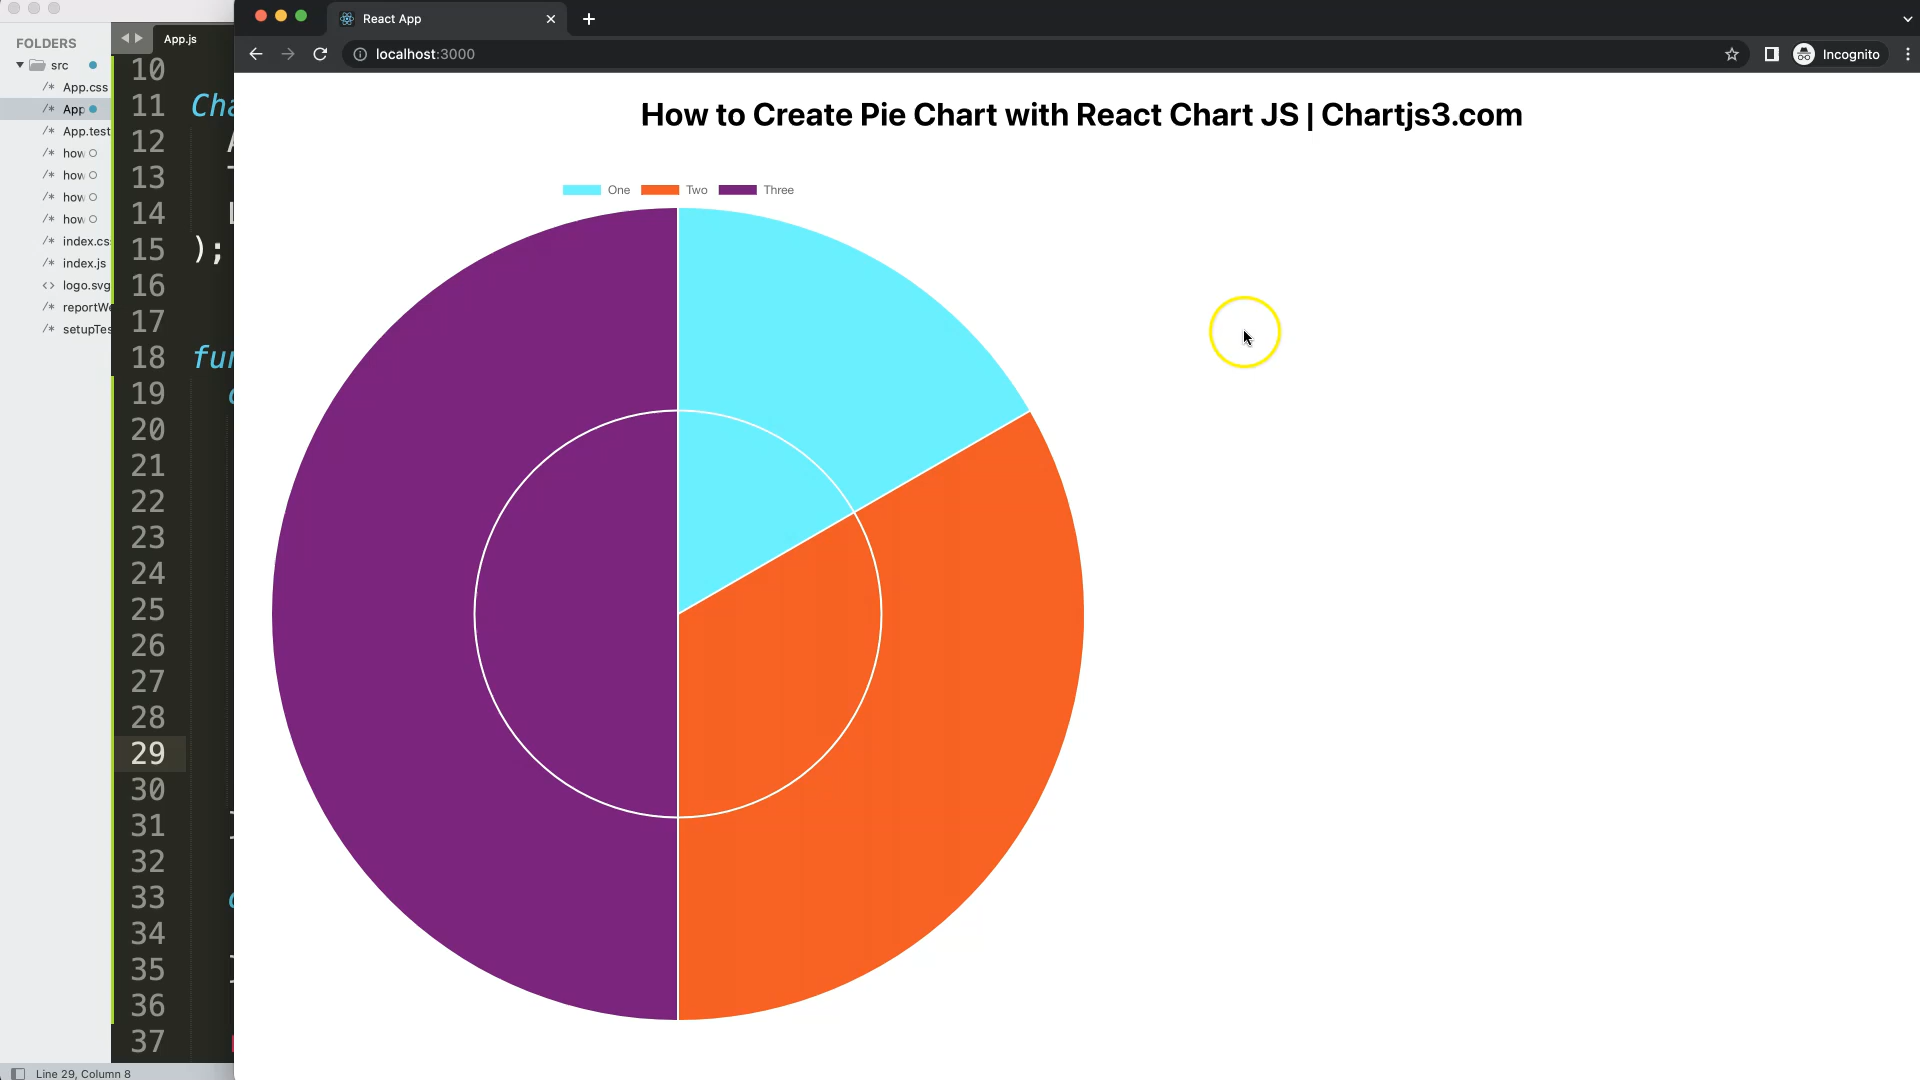 React App
localhost:3000
Incognito
FOLDERS
src
App.css
App
App.test
how
how
how
how
index.cs
index.js
logo.svg
reportWe
setupTes
App.js
10
11 Cha
12
13
14
15 );
16
17
18 fun
19
20
21
22
23
24
25
26
27
28
29
30
31
32
33
34
35
36
37
Line 29, Column 8
How to Create Pie Chart with React Chart JS | Chartjs3.com
One Two Three